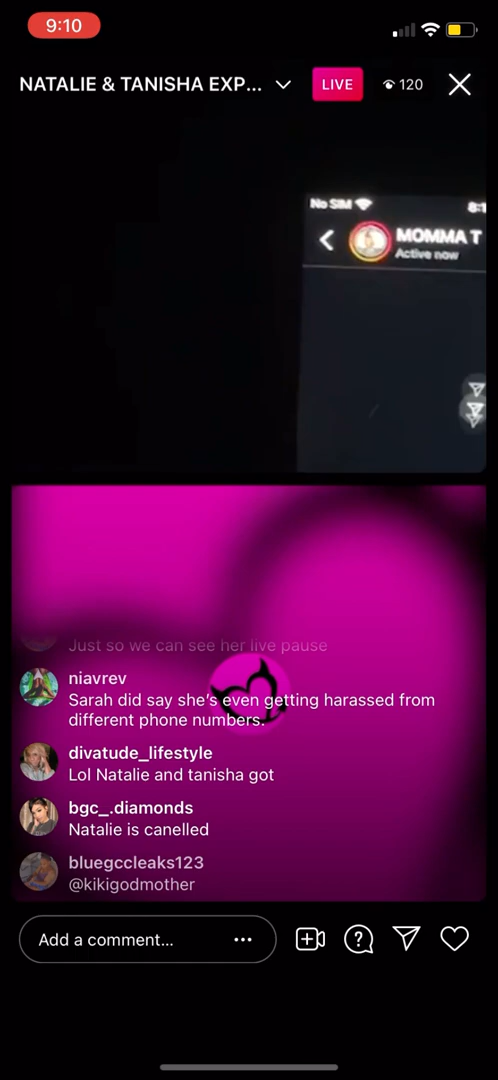 9:10
NATALIE & TANISHA EXP...
LIVE
120
No SIM
MOMMA T
Active now
Just so we can see her live pause
niavrev
Sarah did say she's even getting harassed from
different phone numbers.
divatude_lifestyle
Lol Natalie and tanisha got
bgc_.diamonds
Natalie is canelled
bluegccleaks123
@kikigodmother
Add a comment...